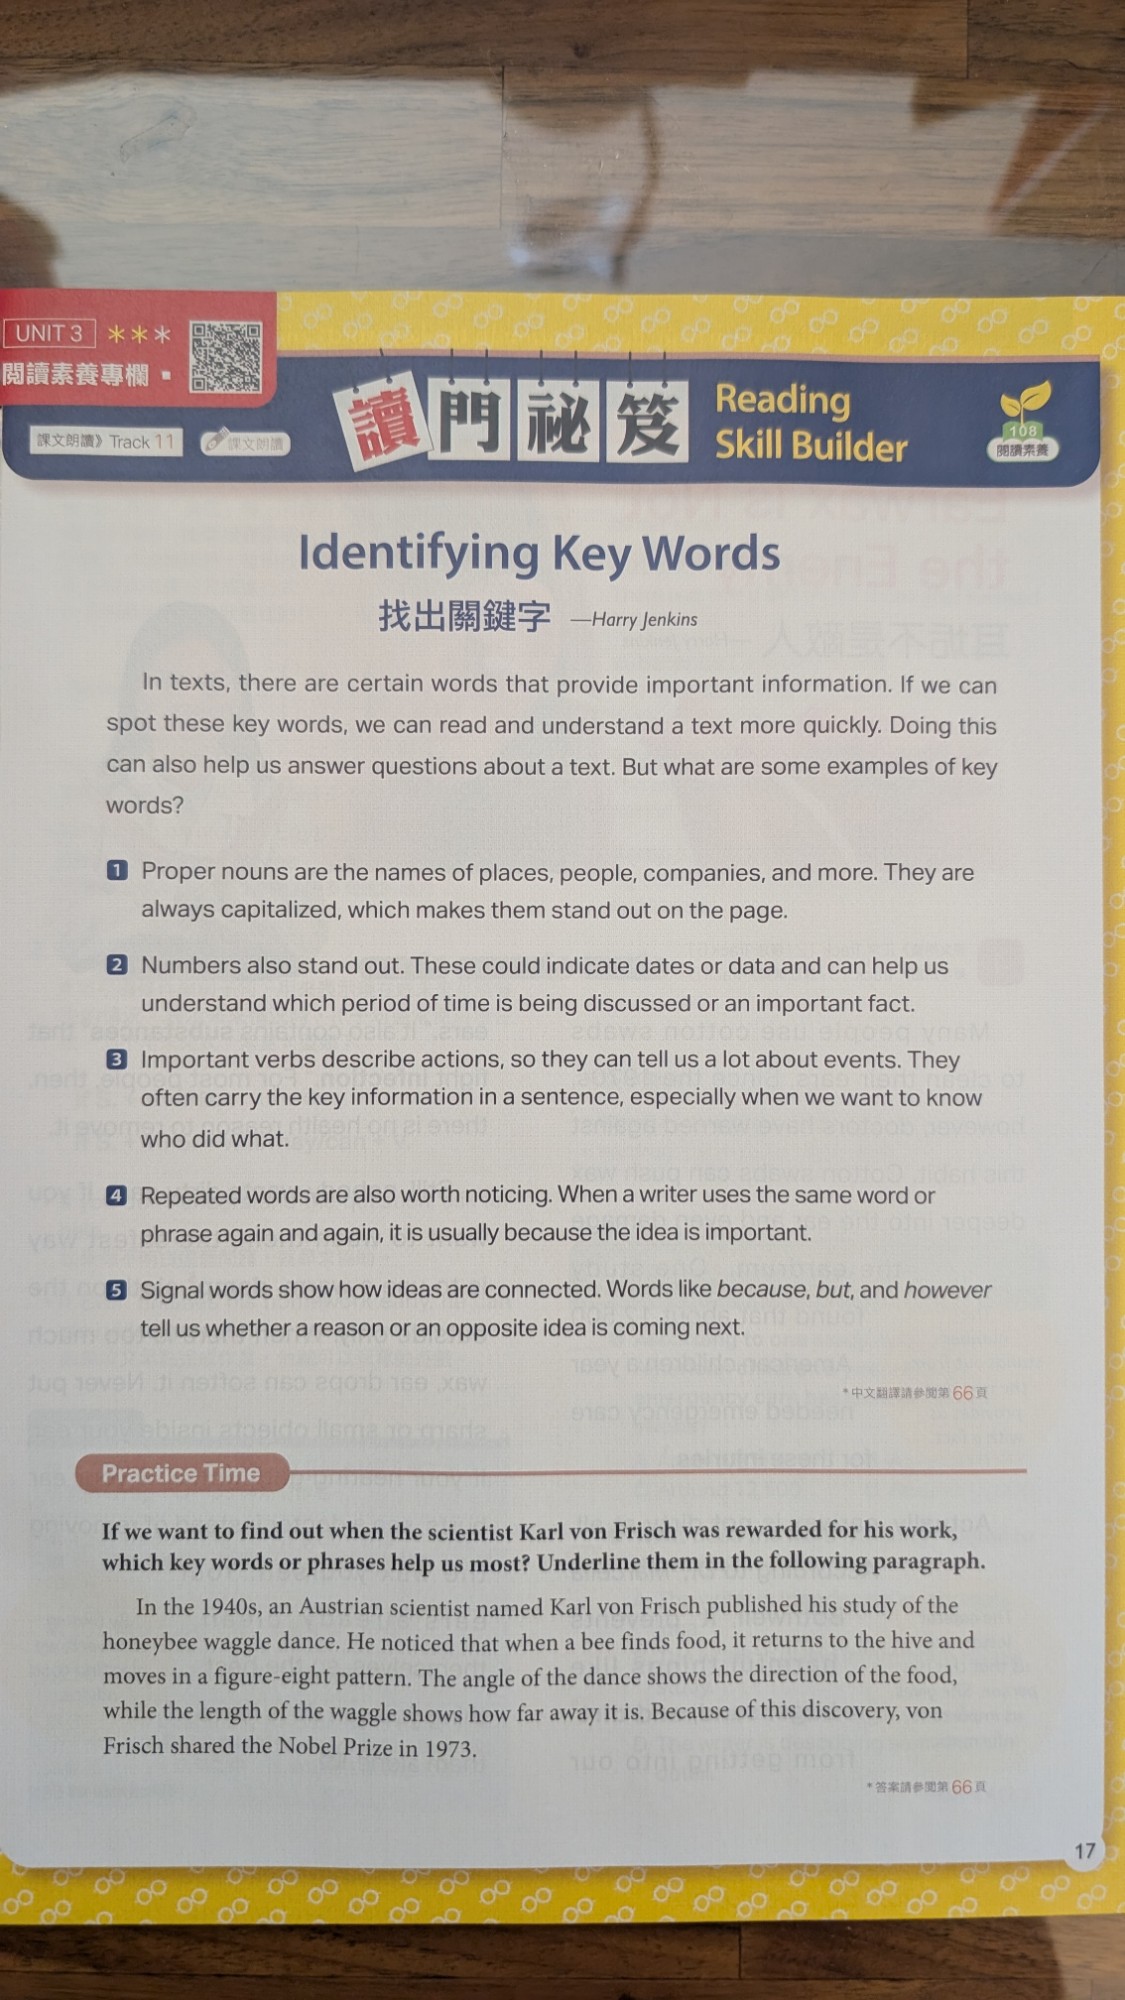 UNIT 3 ***
閱讀素養專欄
課文朗讀》Track 11
課文朗讀
讀門祕笈
Reading
Skill Builder
108
閱讀素養
Identifying Key Words
找出關鍵字 —Harry Jenkins
In texts, there are certain words that provide important information. If we can
spot these key words, we can read and understand a text more quickly. Doing this
can also help us answer questions about a text. But what are some examples of key
words?
1 Proper nouns are the names of places, people, companies, and more. They are
always capitalized, which makes them stand out on the page.
2 Numbers also stand out. These could indicate dates or data and can help us
understand which period of time is being discussed or an important fact.
3 Important verbs describe actions, so they can tell us a lot about events. They
often carry the key information in a sentence, especially when we want to know
who did what.
4 Repeated words are also worth noticing. When a writer uses the same word or
phrase again and again, it is usually because the idea is important.
5 Signal words show how ideas are connected. Words like because, but, and however
tell us whether a reason or an opposite idea is coming next.
*中文翻譯請參閱第66頁
Practice Time
If we want to find out when the scientist Karl von Frisch was rewarded for his work,
which key words or phrases help us most? Underline them in the following paragraph.
In the 1940s, an Austrian scientist named Karl von Frisch published his study of the
honeybee waggle dance. He noticed that when a bee finds food, it returns to the hive and
moves in a figure-eight pattern. The angle of the dance shows the direction of the food,
while the length of the waggle shows how far away it is. Because of this discovery, von
Frisch shared the Nobel Prize in 1973.
*答案請參閱第66頁
17